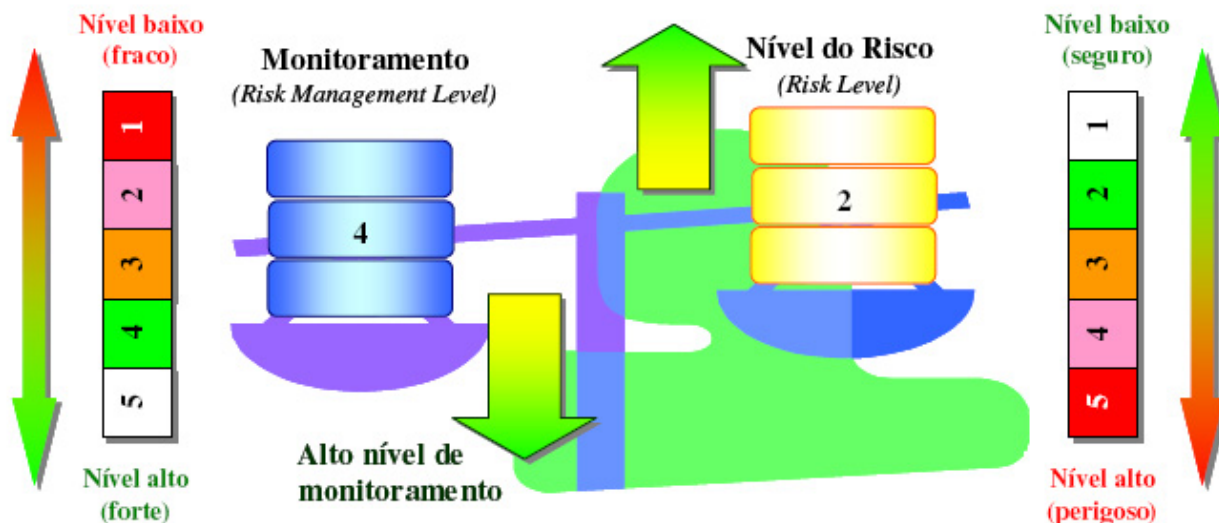 Nível baixo
(fraco)
1
2
3
4
5
Nível alto
(forte)
Monitoramento
(Risk Management Level)
4
Alto nível de
monitoramento
Nível do Risco
(Risk Level)
2
Nível baixo
(seguro)
1
2
3
4
5
Nível alto
(perigoso)